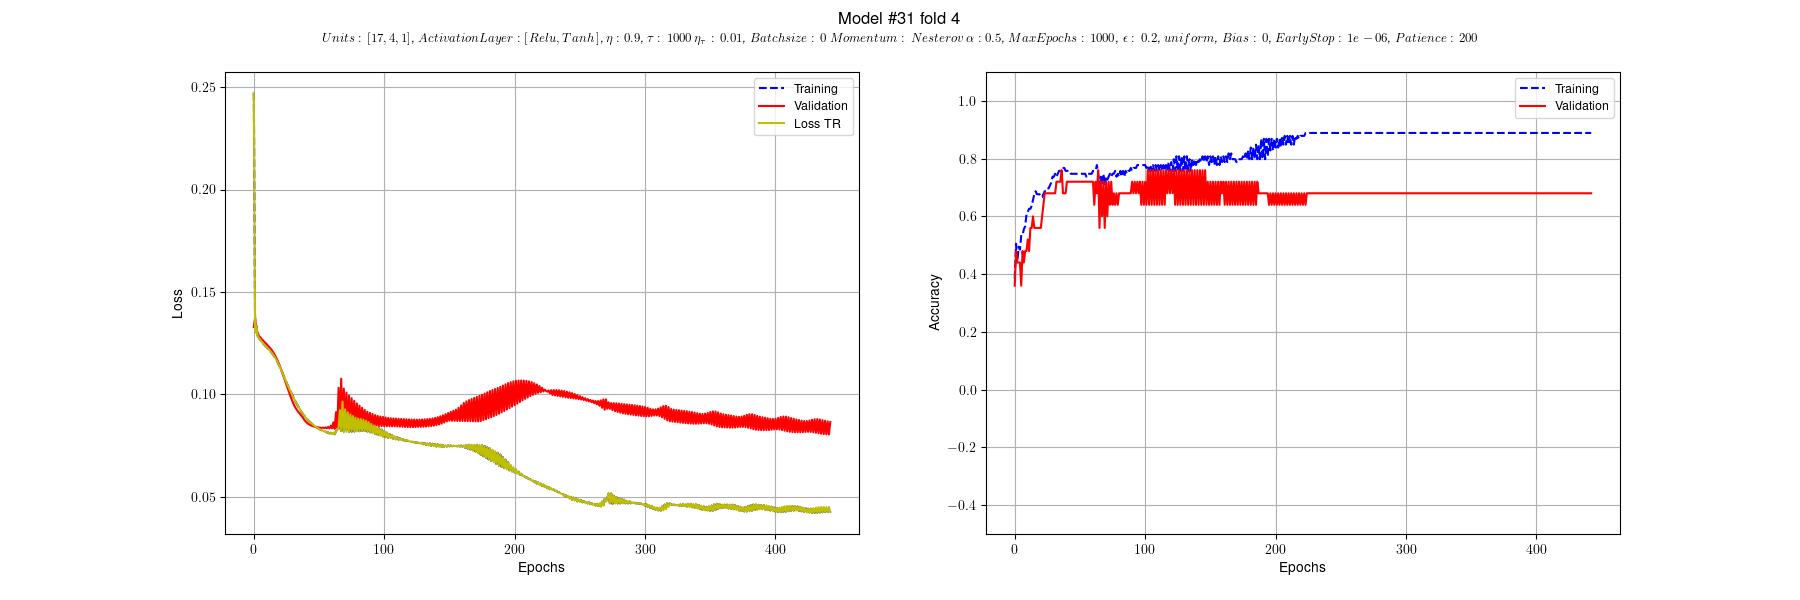 Model #31 fold 4
Units : [17, 4, 1], ActivationLayer : [Relu, Tanh], η : 0.9, τ : 1000 ητ : 0.01, Batchsize : 0 Momentum : Nesterov α : 0.5, MaxEpochs : 1000, ϵ : 0.2, uniform, Bias : 0, EarlyStop : 1e − 06, Patience : 200
0.25
0.20
0.15
0.10
0.05
Loss
0 100 200 300 400
Epochs
Training
Validation
Loss TR
1.0
0.8
0.6
0.4
0.2
0.0
−0.2
−0.4
Accuracy
0 100 200 300 400
Epochs
Training
Validation